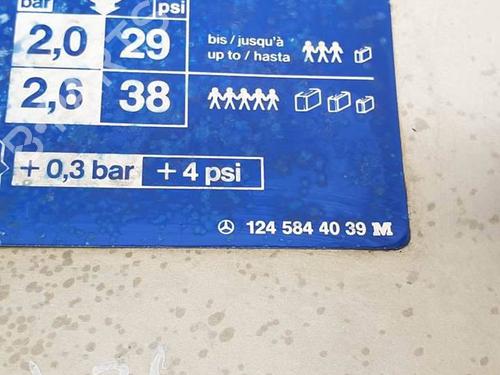 bar psi
2,0 29 bis / jusqu'à
up to / hasta
2,6 38
+ 0,3 bar + 4 psi
124 584 40 39 M